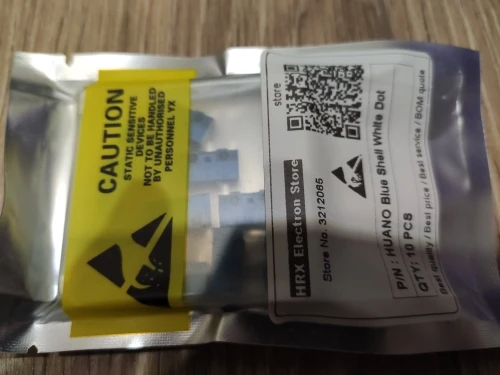 CAUTION
STATIC SENSITIVE
DEVICES
NOT TO BE HANDLED
BY UNAUTHORISED
PERSONNEL YX
store
HRX Electron Store
Store No. 3212065
P/N : HUANO Blue Shell White Dot
QTY: 10 PCS
Best quality / Best price / Best service / BOM quote